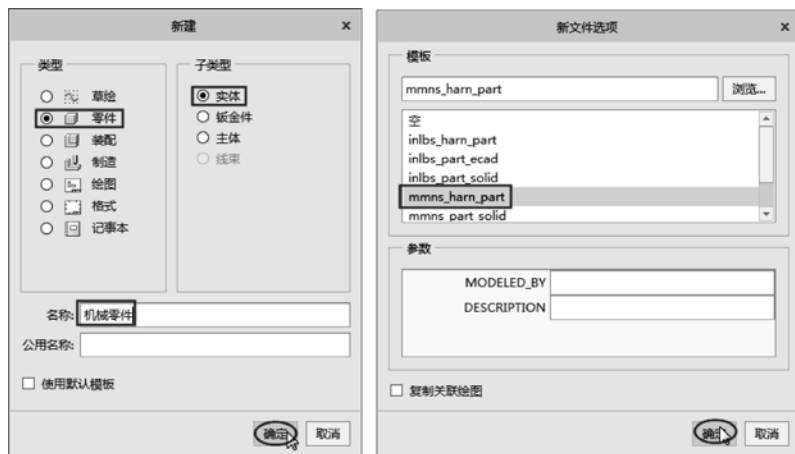 新建
x
类型
草绘
零件
装配
制造
绘图
格式
记事本
子类型
实体
钣金件
主体
线束
名称: 机械零件
公用名称:
使用默认模板
确定
取消
新文件选项
x
模板
mmns_harn_part
浏览...
空
inlbs_harn_part
inlbs_part_ecad
inlbs_part_solid
mmns_harn_part
mmns_part_solid
参数
MODELED_BY
DESCRIPTION
复制关联绘图
确定
取消